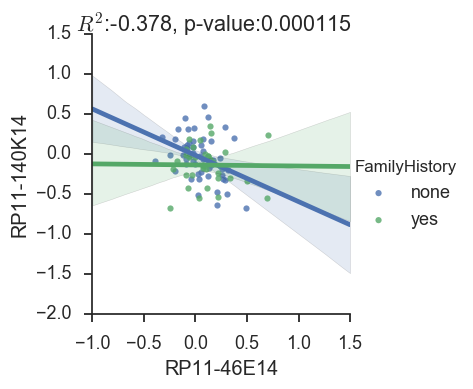 R²:-0.378, p-value:0.000115
1.5
1.0
0.5
0.0
−0.5
−1.0
−1.5
−2.0
RP11-140K14
FamilyHistory
none
yes
−1.0 −0.5 0.0 0.5 1.0 1.5
RP11-46E14